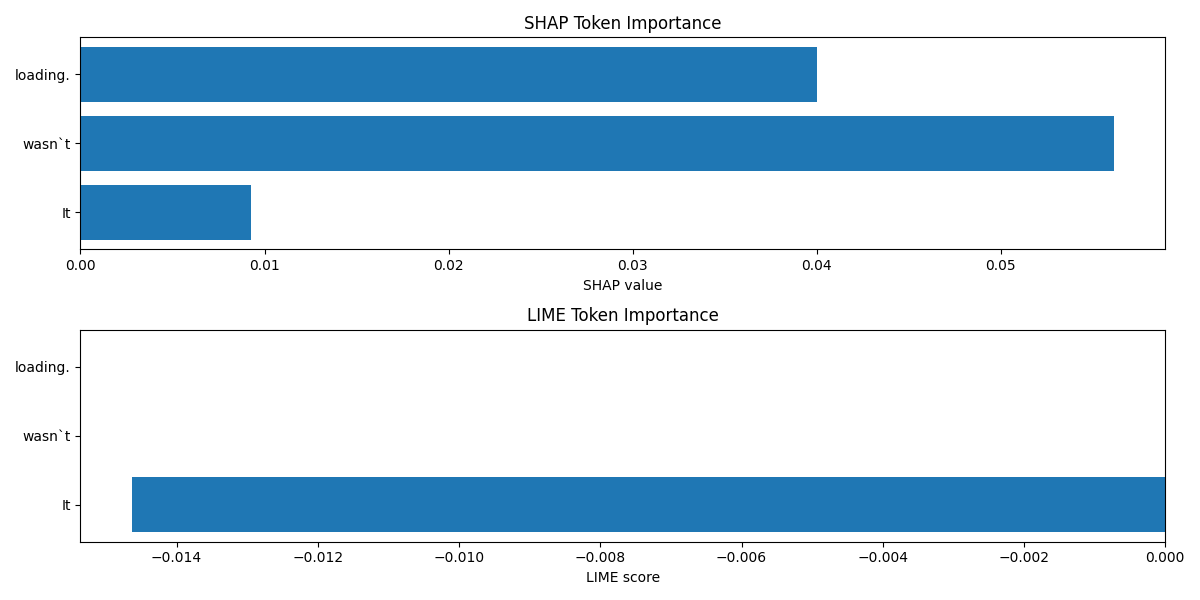 SHAP Token Importance
loading.
wasn`t
It
0.00 0.01 0.02 0.03 0.04 0.05
SHAP value
LIME Token Importance
loading.
wasn`t
It
−0.014 −0.012 −0.010 −0.008 −0.006 −0.004 −0.002 0.000
LIME score